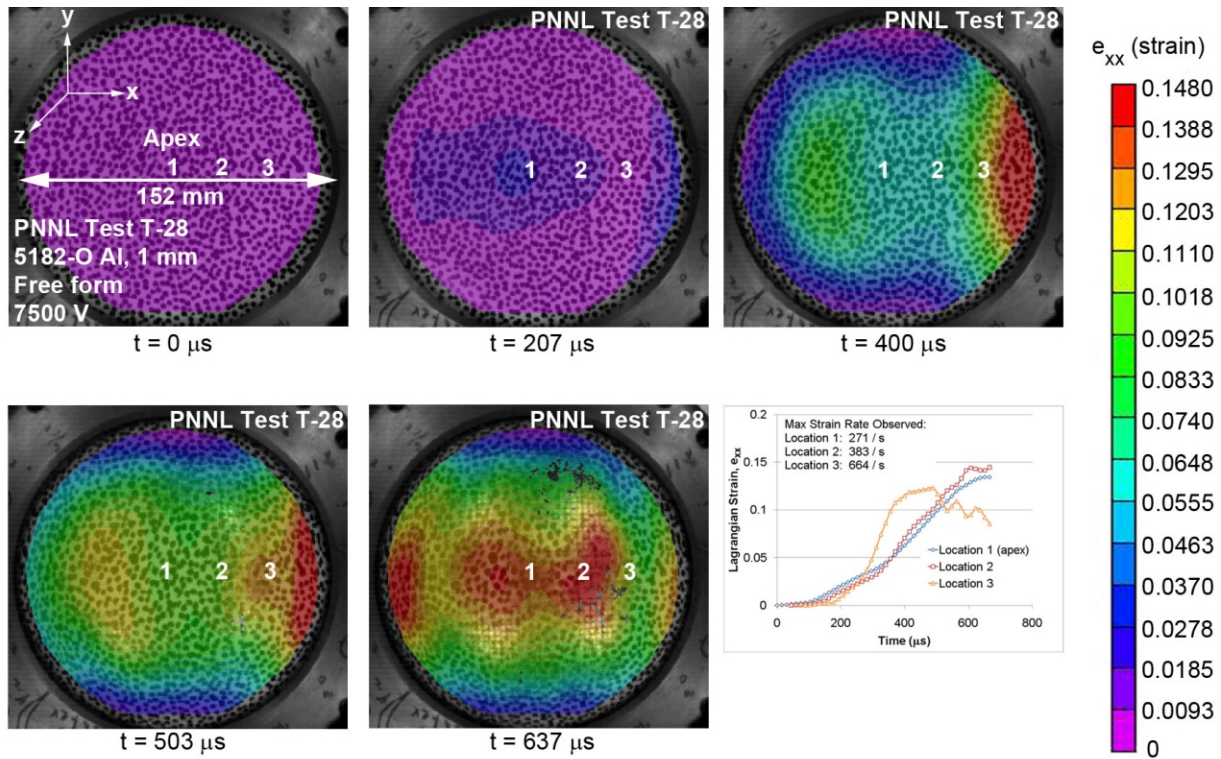 y
x
z
Apex
1 2 3
152 mm
PNNL Test T-28
5182-O Al, 1 mm
Free form
7500 V
t = 0 μs
PNNL Test T-28
1 2 3
t = 207 μs
PNNL Test T-28
1 2 3
t = 400 μs
exx (strain)
0.1480
0.1388
0.1295
0.1203
0.1110
0.1018
0.0925
0.0833
0.0740
0.0648
0.0555
0.0463
0.0370
0.0278
0.0185
0.0093
0
PNNL Test T-28
1 2 3
t = 503 μs
PNNL Test T-28
1 2 3
t = 637 μs
Max Strain Rate Observed:
Location 1: 271 / s
Location 2: 383 / s
Location 3: 664 / s
Lagrangian Strain, exx
0.2
0.15
0.1
0.05
0
Location 1 (apex)
Location 2
Location 3
0 200 400 600 800
Time (μs)